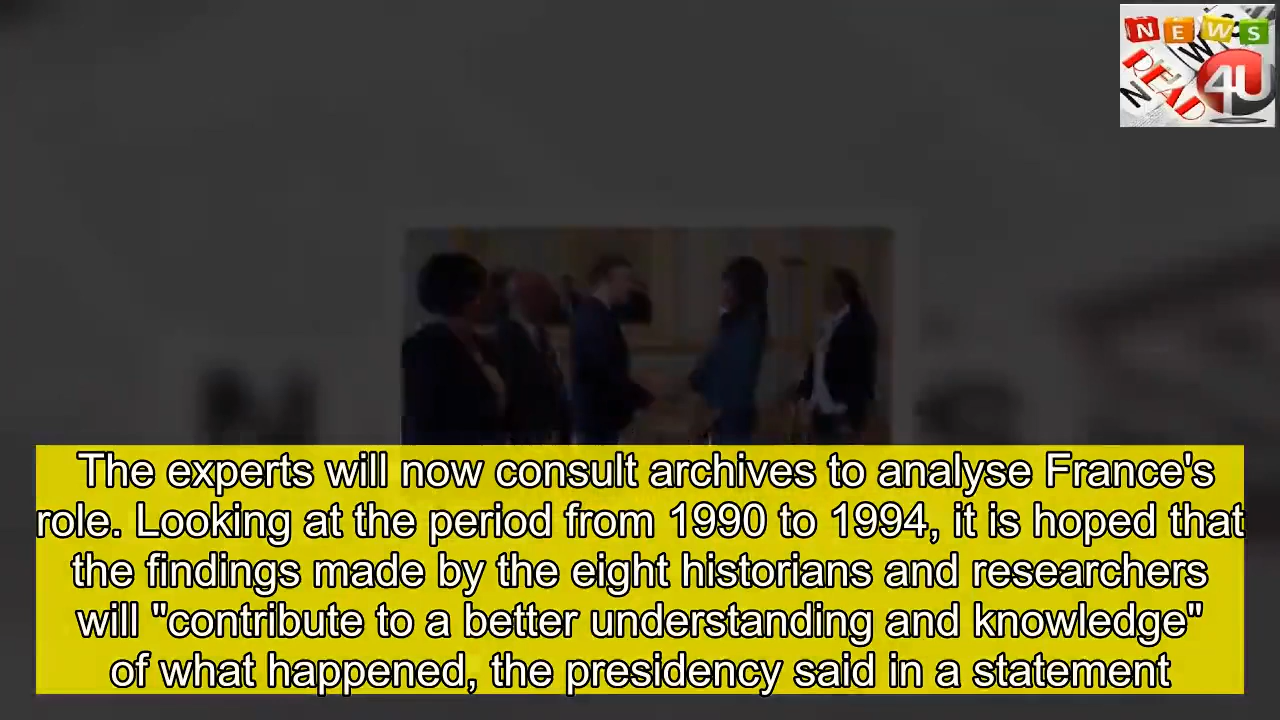 NEWS
READ
4U
N
The experts will now consult archives to analyse France's
role. Looking at the period from 1990 to 1994, it is hoped that
the findings made by the eight historians and researchers
will "contribute to a better understanding and knowledge"
of what happened, the presidency said in a statement